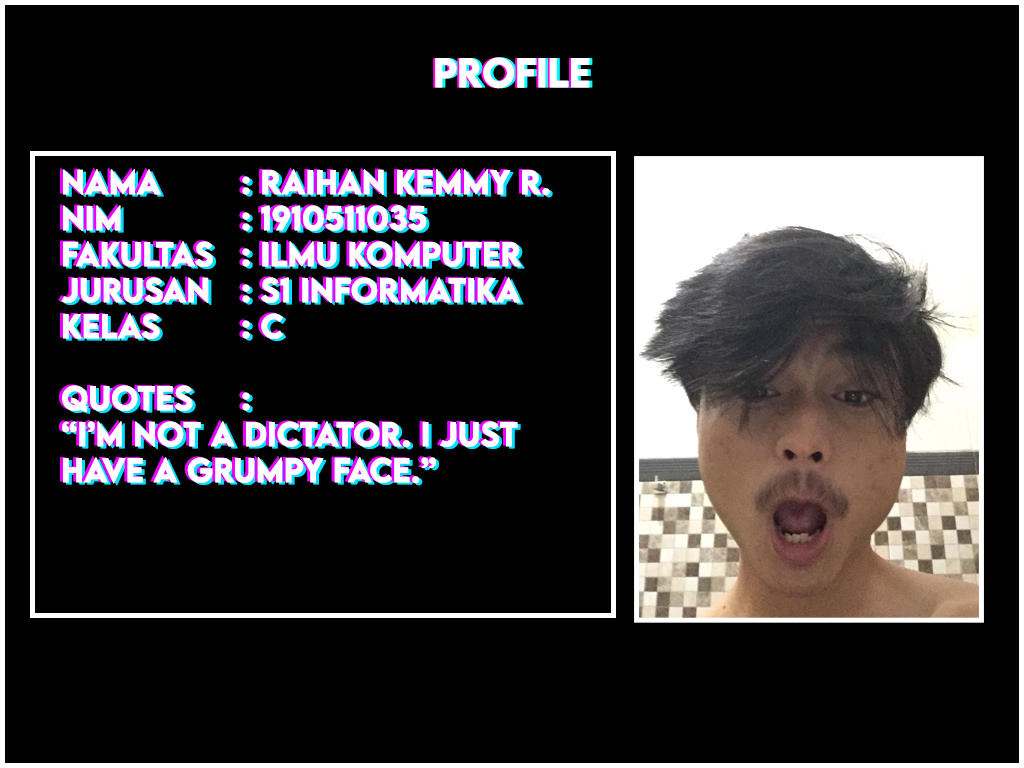 PROFILE
NAMA : RAIHAN KEMMY R.
NIM : 1910511035
FAKULTAS : ILMU KOMPUTER
JURUSAN : S1 INFORMATIKA
KELAS : C
QUOTES :
“I’M NOT A DICTATOR. I JUST
HAVE A GRUMPY FACE.”